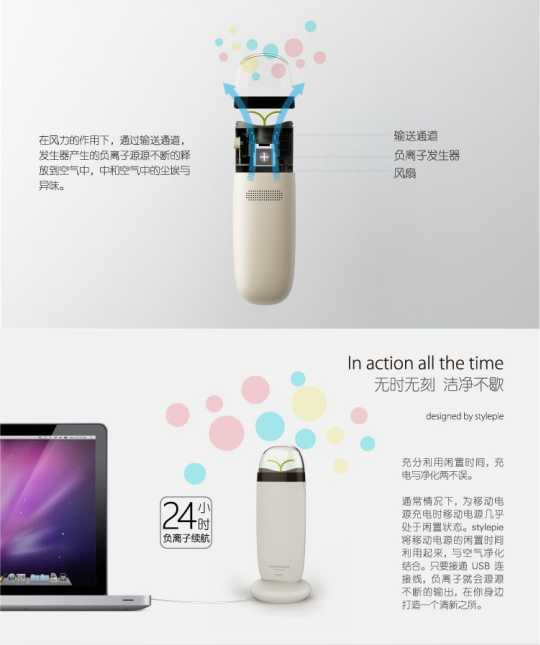 在风力的作用下，通过输送通道，
发生器产生的负离子源源不断的释
放到空气中，中和空气中的尘埃与
异味。
输送通道
负离子发生器
风扇
In action all the time
无时无刻 洁净不歇
designed by stylepie
充分利用闲置时间，充
电与净化两不误。
通常情况下，为移动电
源充电时移动电源几乎
处于闲置状态。stylepie
将移动电源的闲置时间
利用起来，与空气净化
结合。只要接通 USB 连
接线，负离子就会源源
不断的输出，在你身边
打造一个清新之所。
24小时
负离子续航